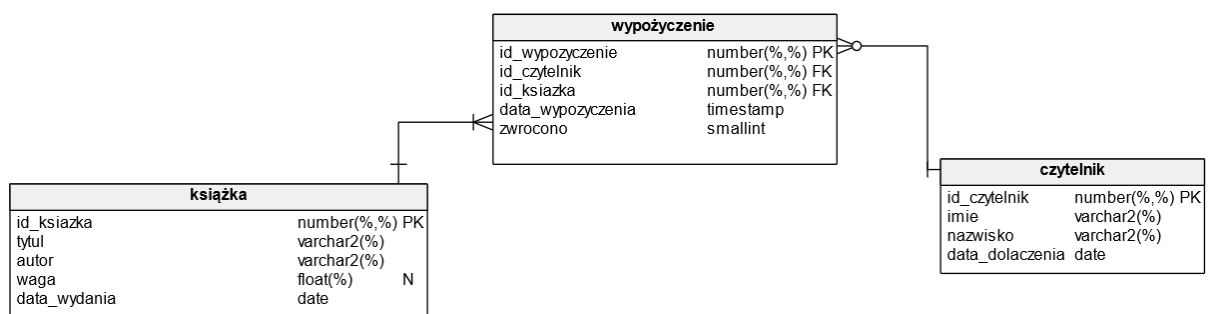 wypożyczenie
id_wypozyczenie number(%,%) PK
id_czytelnik number(%,%) FK
id_ksiazka number(%,%) FK
data_wypozyczenia timestamp
zwrocono smallint
książka
id_ksiazka number(%,%) PK
tytul varchar2(%)
autor varchar2(%)
waga float(%) N
data_wydania date
czytelnik
id_czytelnik number(%,%) PK
imie varchar2(%)
nazwisko varchar2(%)
data_dolaczenia date